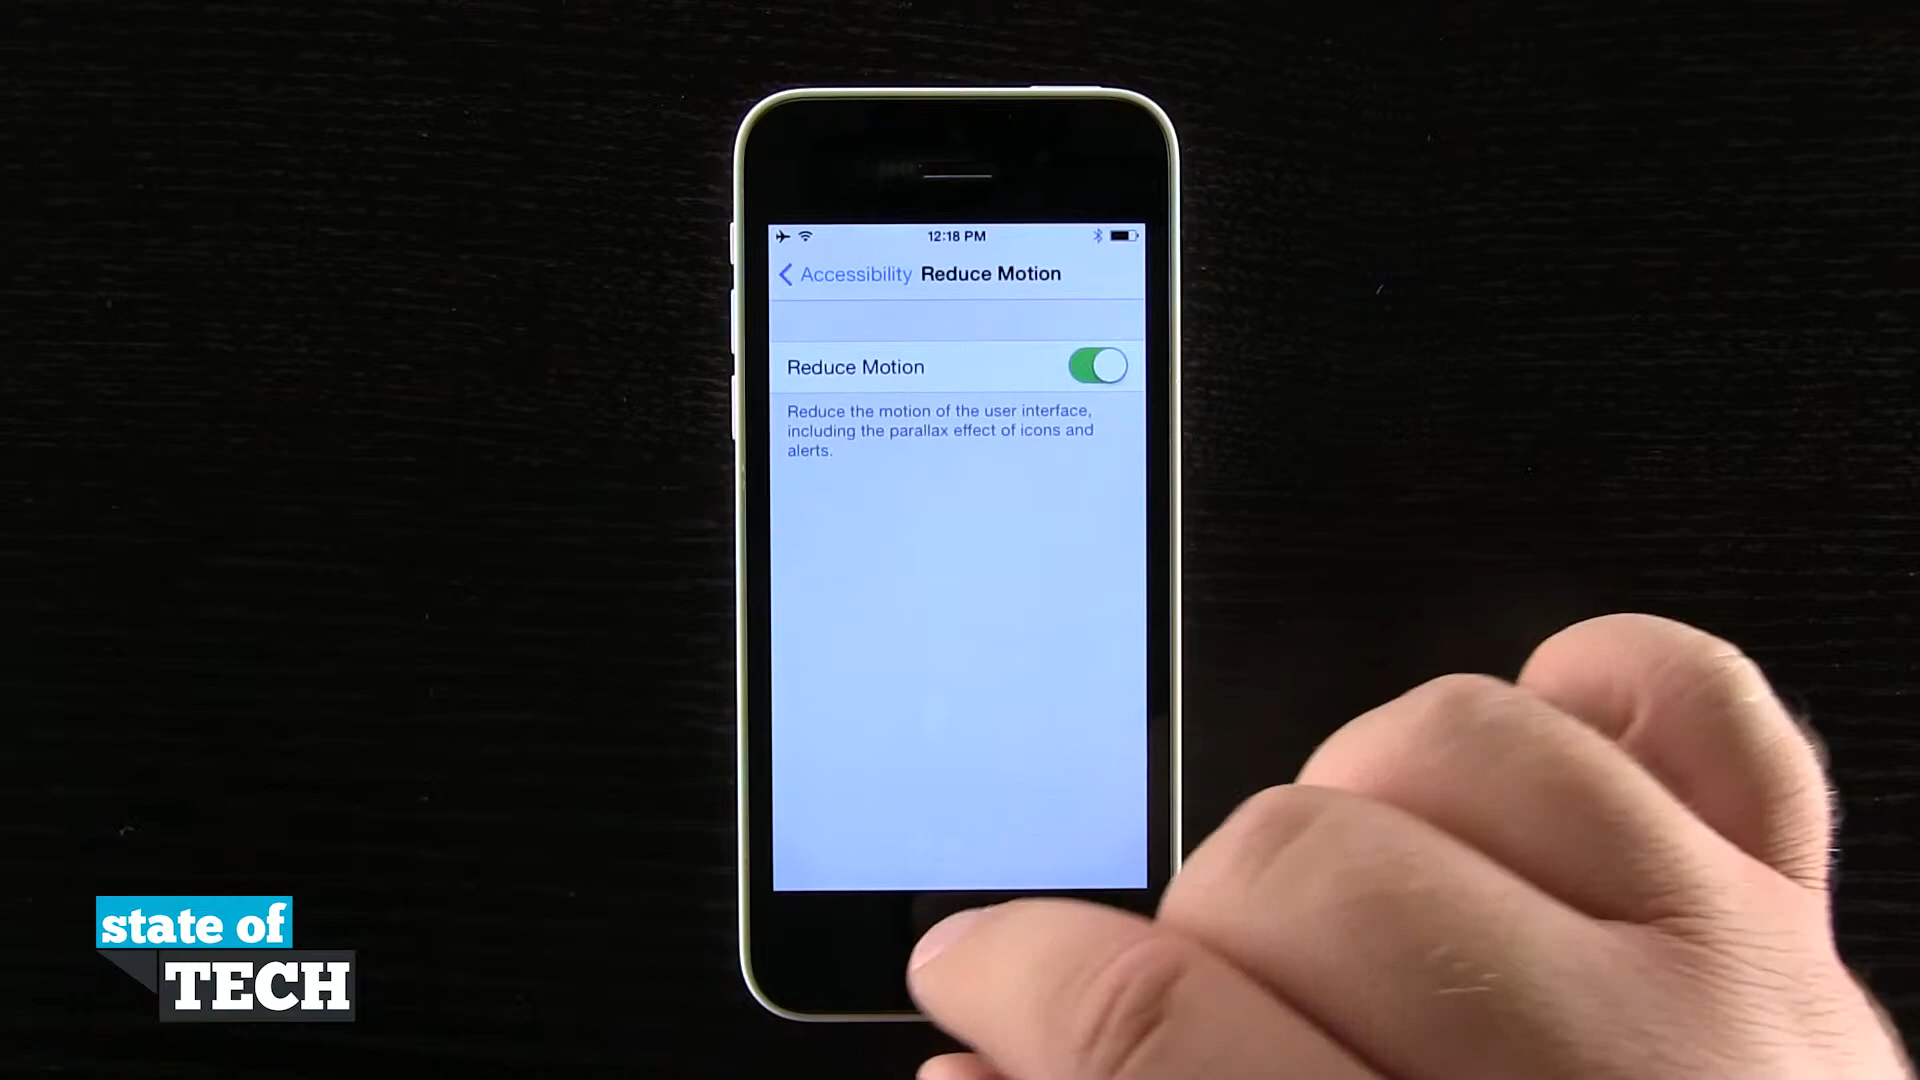 12:18 PM
Accessibility Reduce Motion
Reduce Motion
Reduce the motion of the user interface,
including the parallax effect of icons and
alerts.
state of
TECH